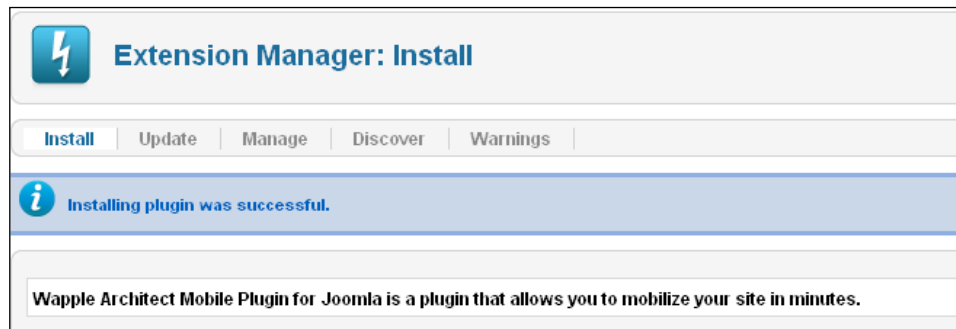 Extension Manager: Install
Install Update Manage Discover Warnings
Installing plugin was successful.
Wapple Architect Mobile Plugin for Joomla is a plugin that allows you to mobilize your site in minutes.